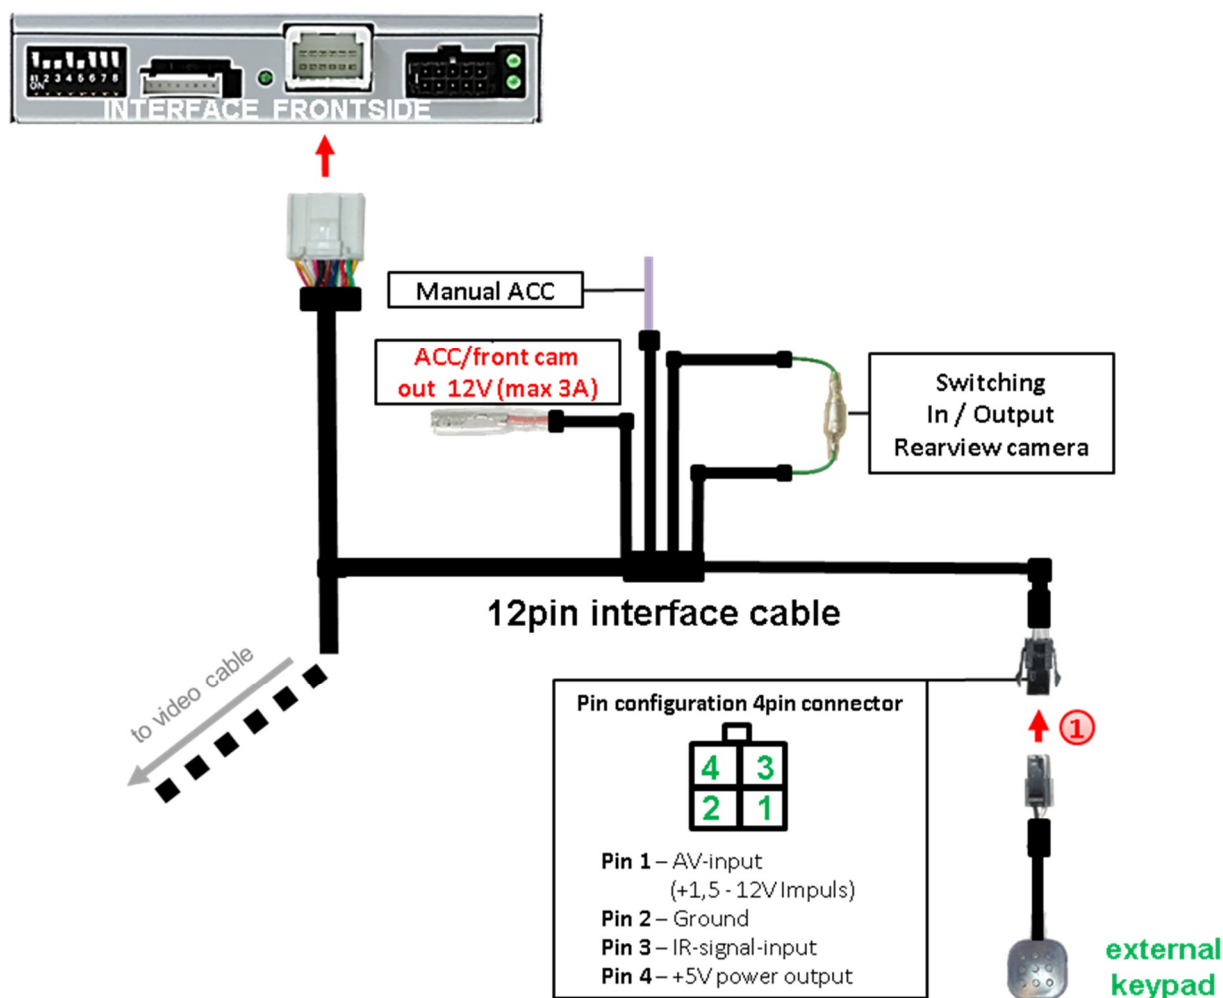 1 2 3 4 5 6 7 8
ON
INTERFACE FRONTSIDE
Manual ACC
ACC/front cam
out 12V (max 3A)
Switching
In / Output
Rearview camera
12pin interface cable
to video cable
Pin configuration 4pin connector
4 3
2 1
Pin 1 – AV-input
(+1,5 - 12V Impuls)
Pin 2 – Ground
Pin 3 – IR-signal-input
Pin 4 – +5V power output
1
external
keypad